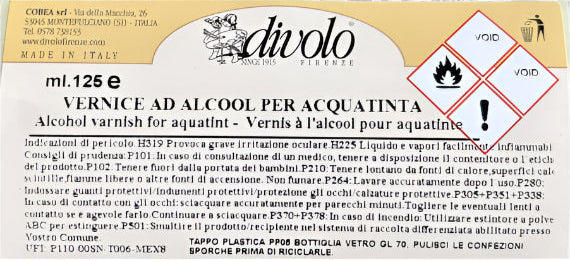 COBEA srl - Via della Mazza, 26
53045 MONTEPULCIANO (SI) - ITALIA
Tel. 0578 738153
www.divolofirenze.com
MADE IN ITALY
divolo®
SINCE 1915 FIRENZE
VOID
VOID
ml.125 e
VERNICE AD ALCOOL PER ACQUATINTA
Alcohol varnish for aquatint - Vernis à l'alcool pour aquatinte
Indicazioni di pericolo.H319 Provoca grave irritazione oculare.H225 Liquido e vapori facilmente infiammabi
Consigli di prudenza:P101:In caso di consultazione di un medico, tenere a disposizione il contenitore o l'etich
del prodotto.P102:Tenere fuori dalla portata dei bambini.P210:Tenere lontano da fonti di calore,superfici calc
scintille,fiamme libere o altre fonti di accensione. Non fumare.P264:Lavare accuratamente dopo l uso.P280:
Indossare guanti protettivi/indumenti protettivi/protezione gli occhi/calzature protettive.P305+P351+P338:
In caso di contatto con gli occhi:sciacquare accuratamente per parecchi minuti.Togliere le eventuali lenti a
contatto se è agevole farlo.Continuare a sciacquare.P370+P378:In caso di incendio:Utilizzare estintore a polve
ABC per estinguere.P501:Smaltire il prodotto/recipiente nel sistema di raccolta differenziata abilitato presso
Vostro Comune.
UFI: P110-00SN-T006-MEX8
TAPPO PLASTICA PP05 BOTTIGLIA VETRO GL 70. PULISCI LE CONFEZIONI
SPORCHE PRIMA DI RICICLARLE.